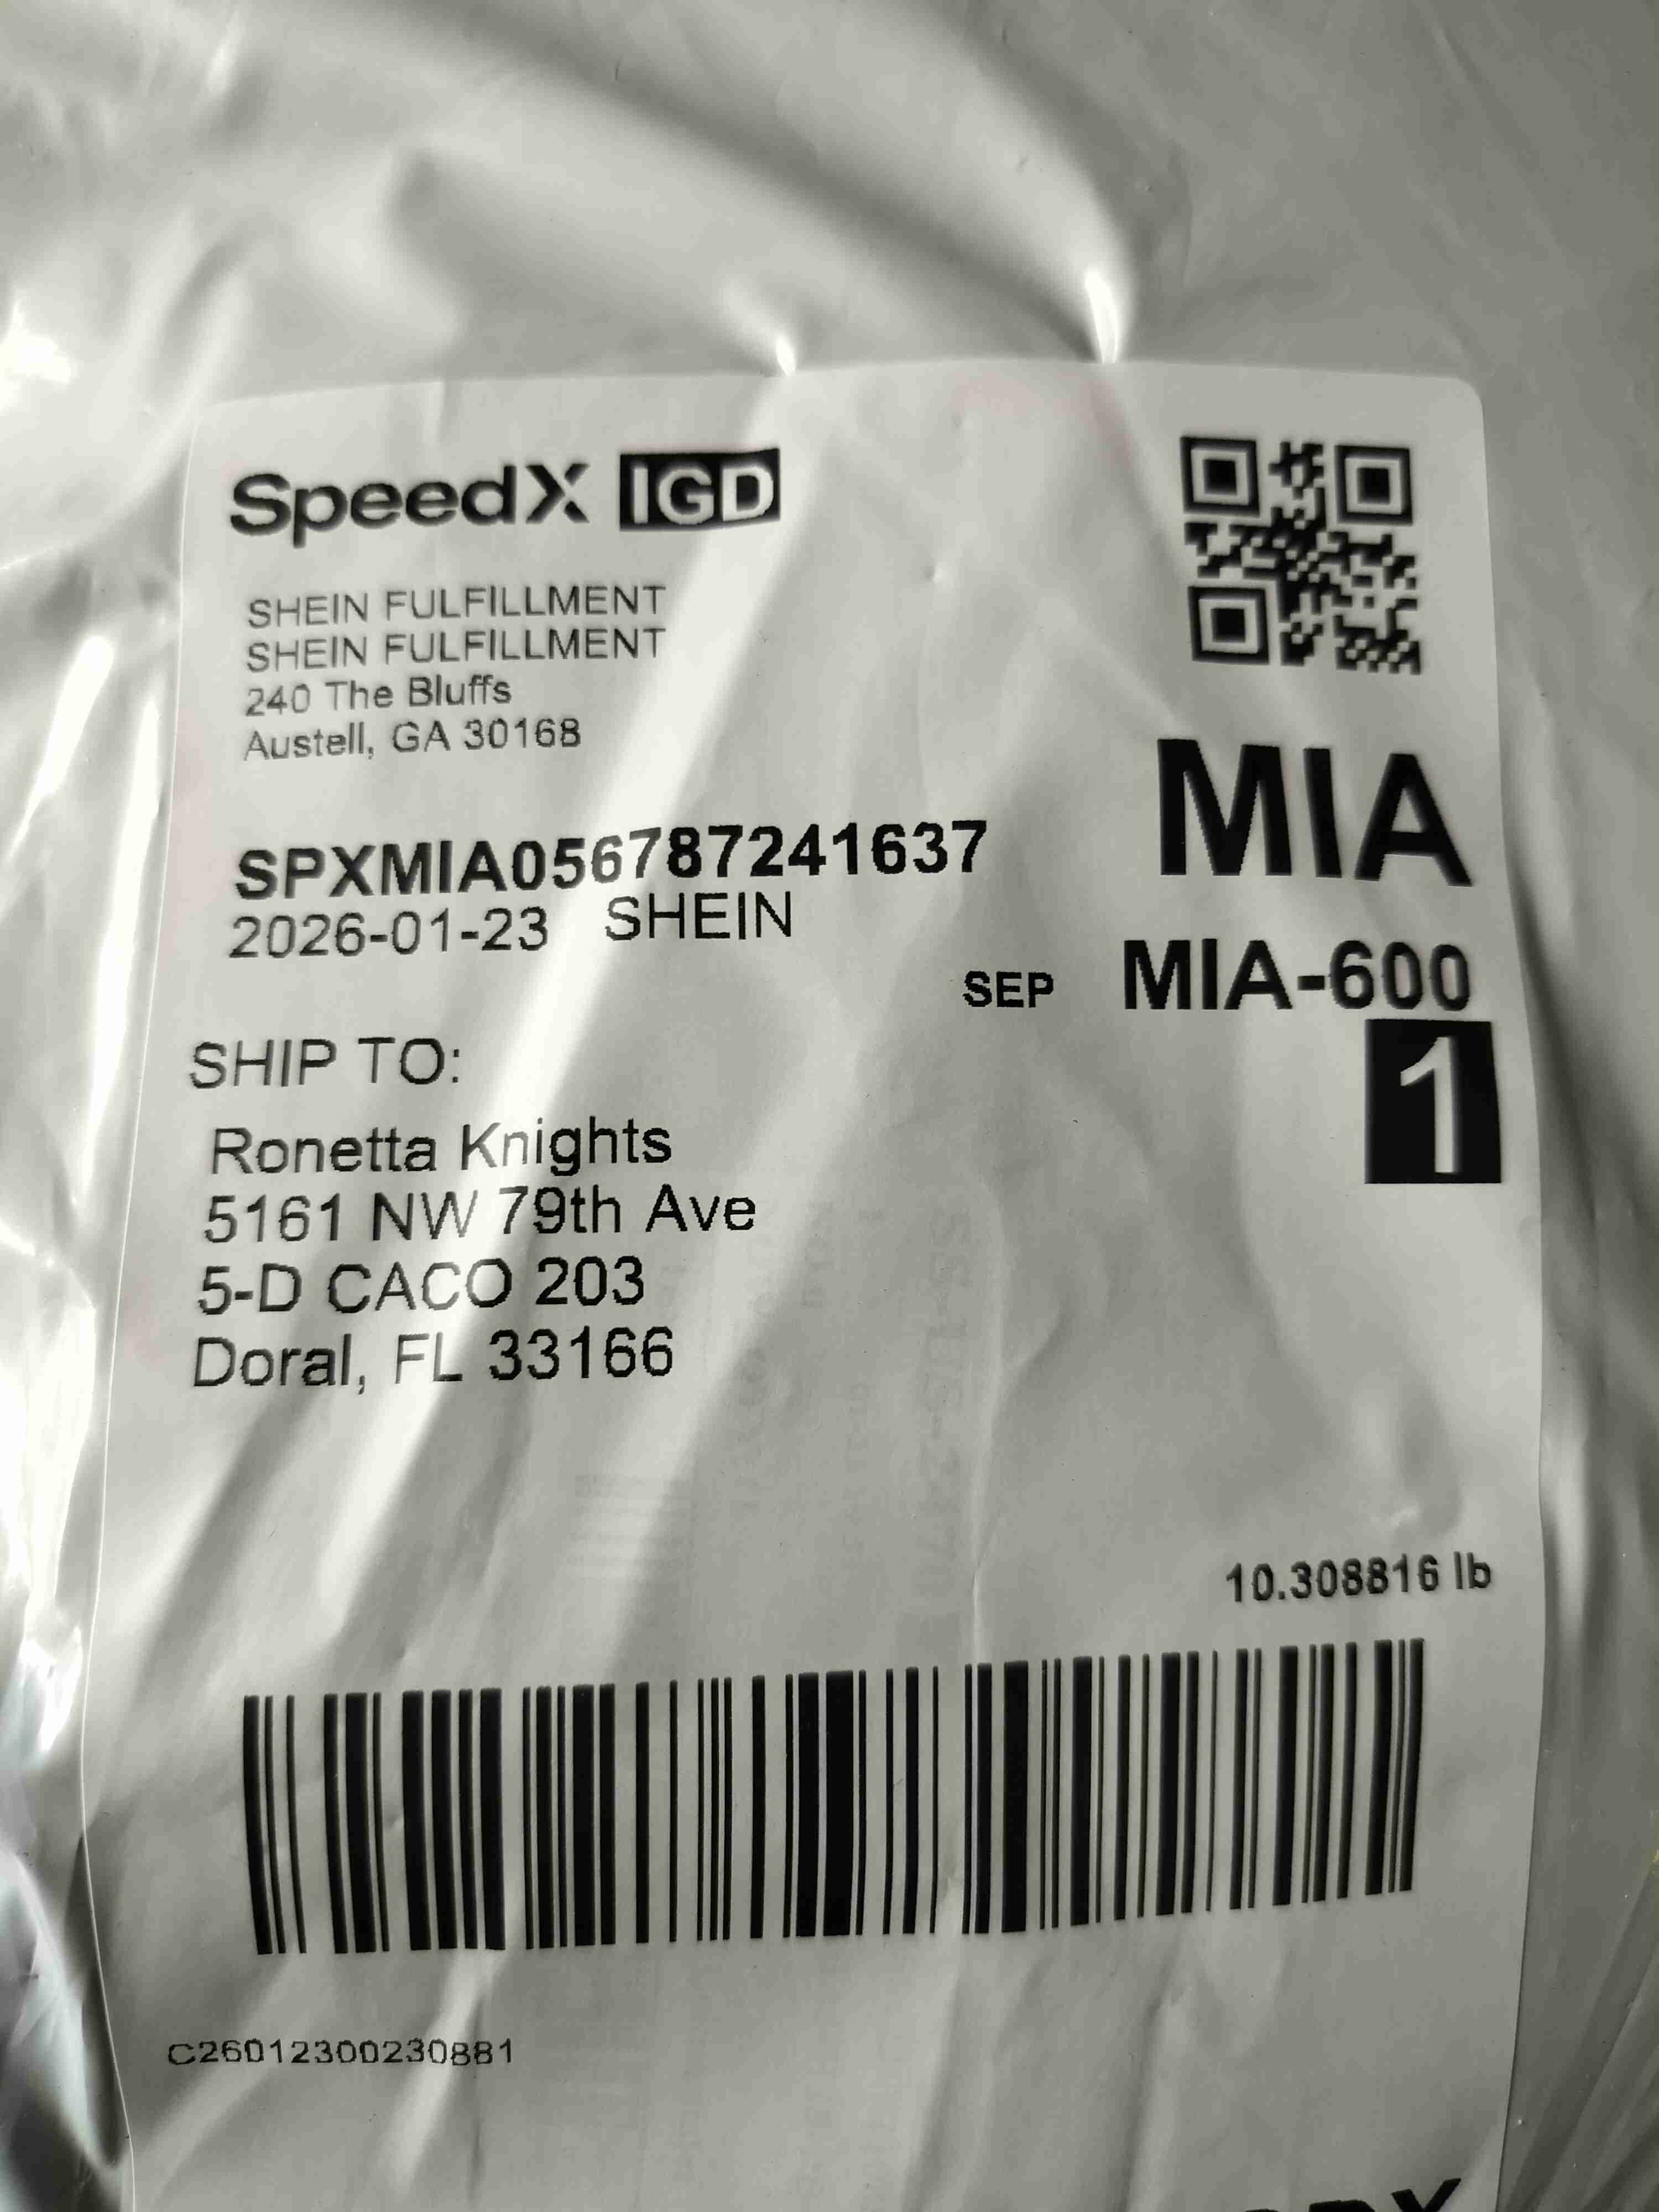 SpeedX IGD
SHEIN FULFILLMENT
SHEIN FULFILLMENT
240 The Bluffs
Austell, GA 30168
MIA
SPXMIA056787241637
2026-01-23 SHEIN
SEP MIA-600
1
SHIP TO:
Ronetta Knights
5161 NW 79th Ave
5-D CACO 203
Doral, FL 33166
10.308816 lb
C26012300230881